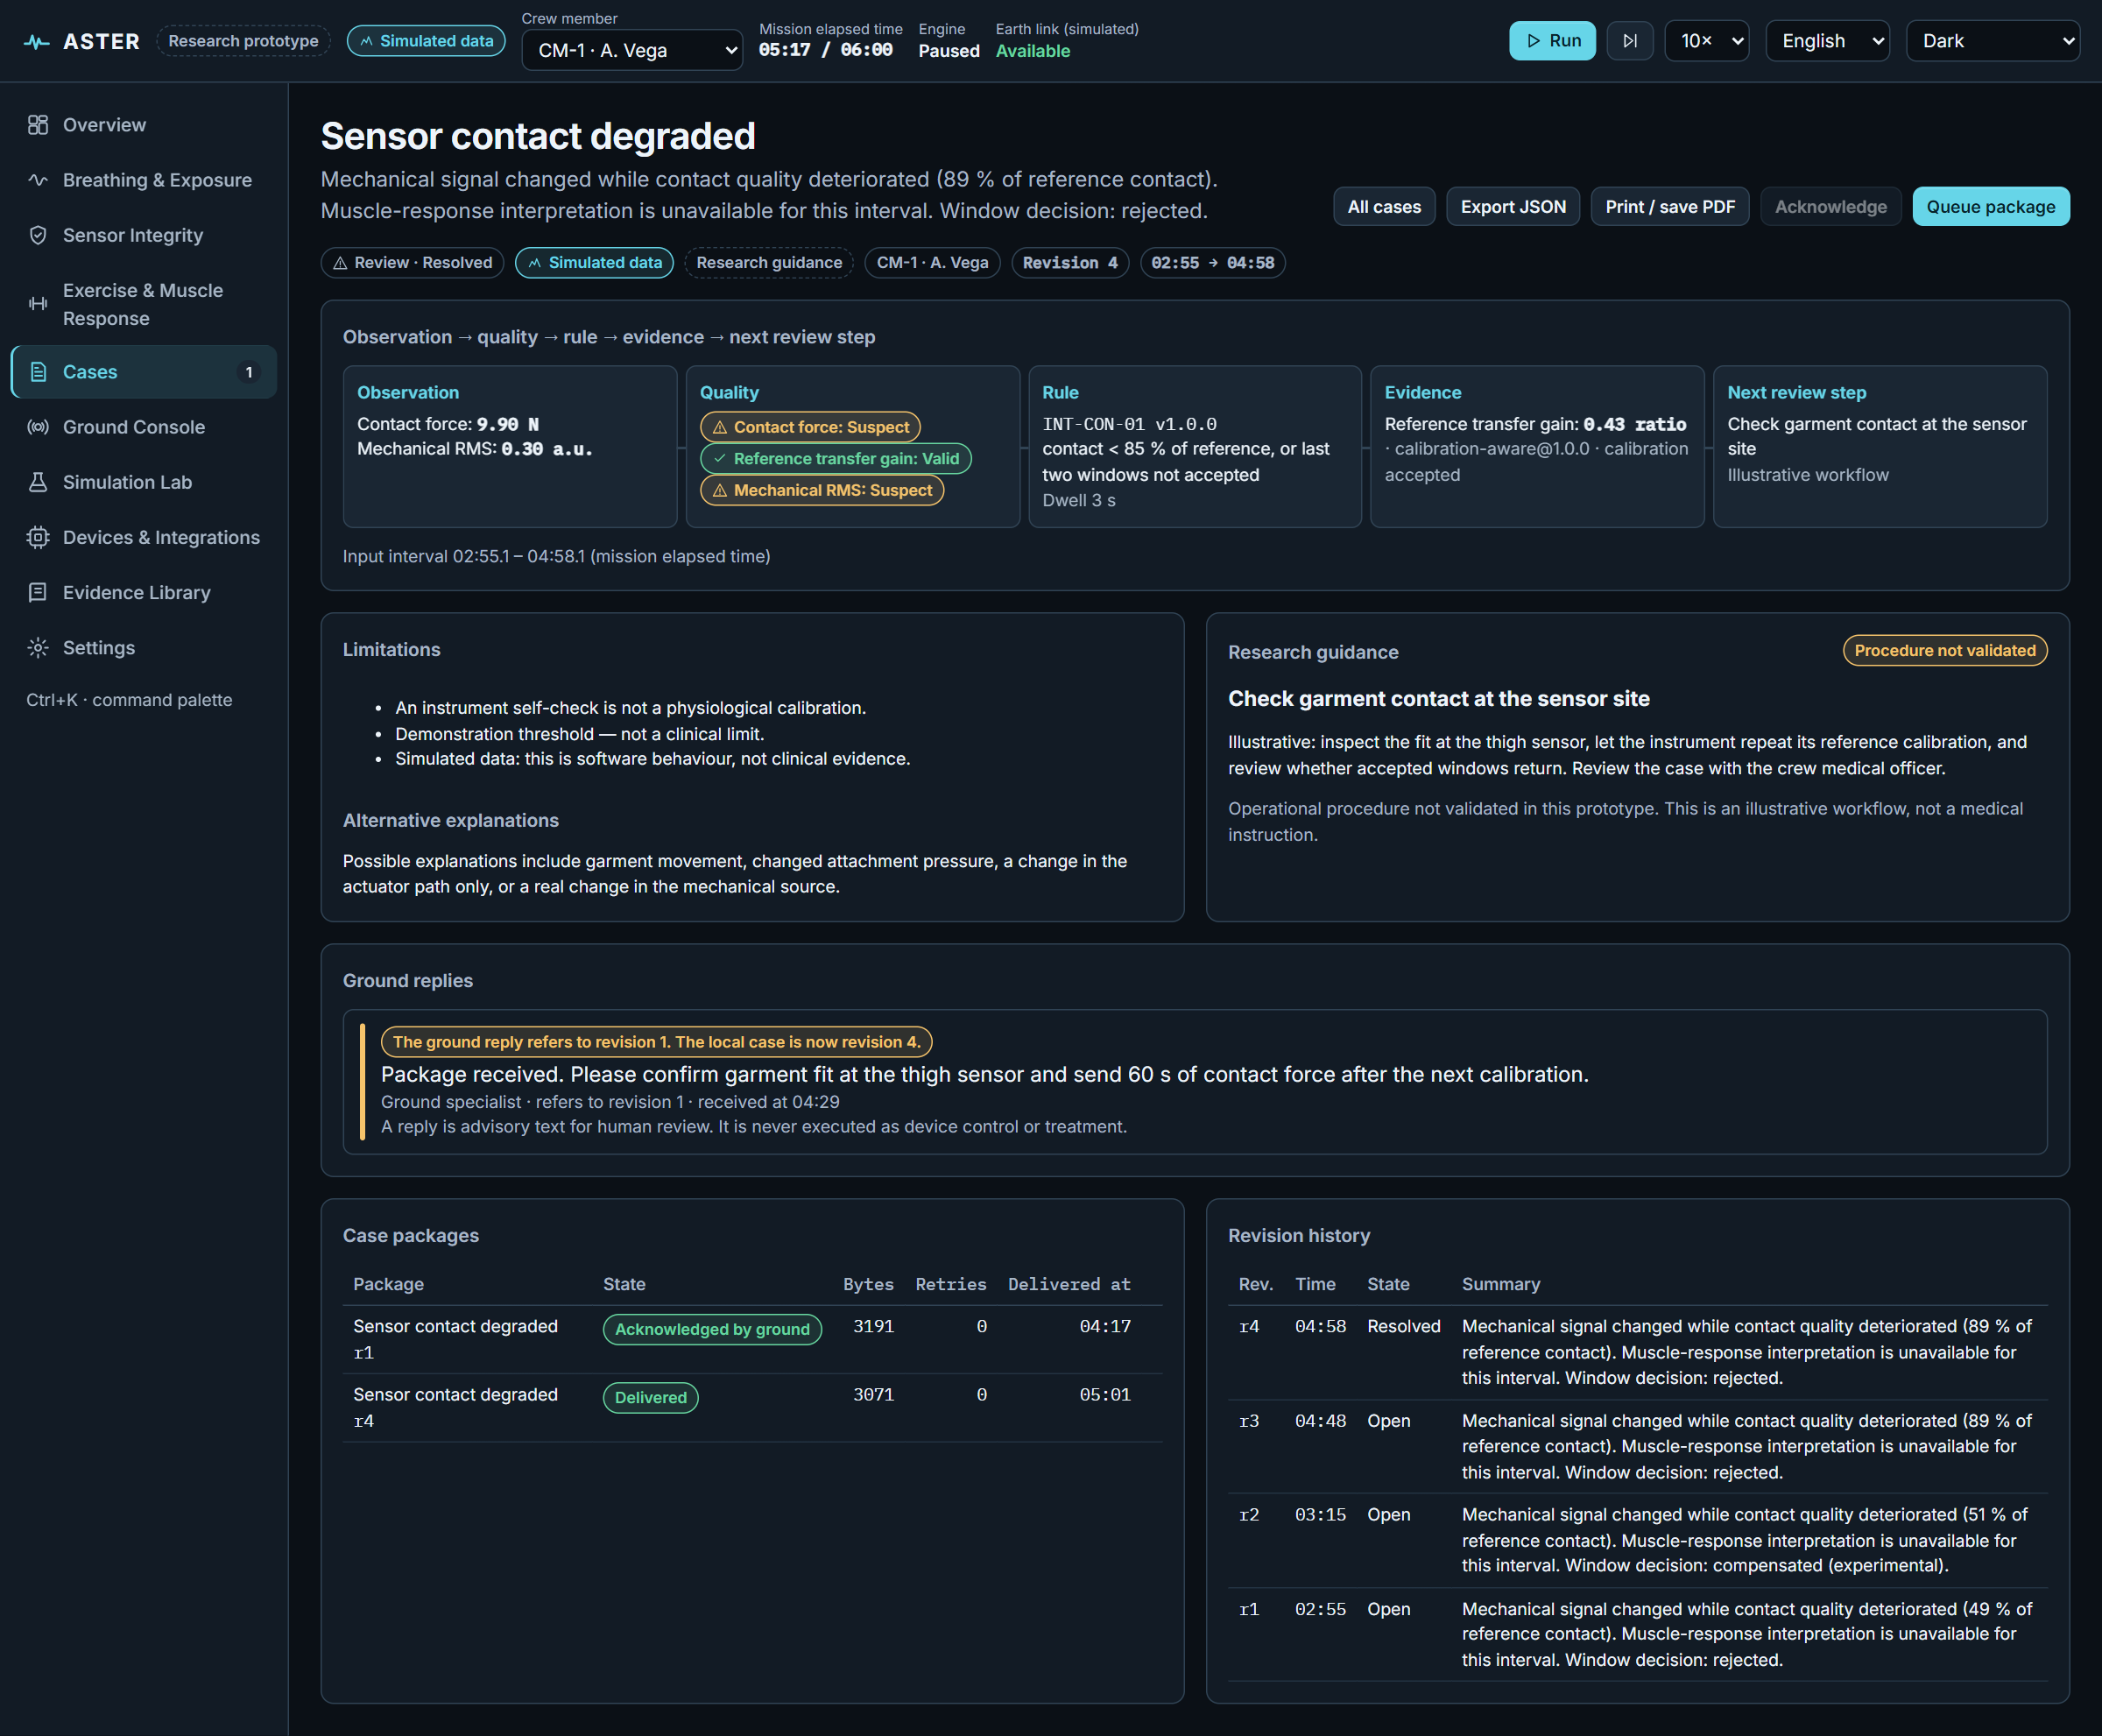 ASTER
Research prototype
Simulated data
Crew member
CM-1 · A. Vega
Mission elapsed time
05:17 / 06:00
Engine
Paused
Earth link (simulated)
Available
Run
10×
English
Dark
Overview
Breathing & Exposure
Sensor Integrity
Exercise & Muscle
Response
Cases
1
Ground Console
Simulation Lab
Devices & Integrations
Evidence Library
Settings
Ctrl+K · command palette
Sensor contact degraded
Mechanical signal changed while contact quality deteriorated (89 % of reference contact).
Muscle-response interpretation is unavailable for this interval. Window decision: rejected.
All cases
Export JSON
Print / save PDF
Acknowledge
Queue package
Review · Resolved
Simulated data
Research guidance
CM-1 · A. Vega
Revision 4
02:55 → 04:58
Observation → quality → rule → evidence → next review step
Observation
Contact force: 9.90 N
Mechanical RMS: 0.30 a.u.
Quality
Contact force: Suspect
Reference transfer gain: Valid
Mechanical RMS: Suspect
Rule
INT-CON-01 v1.0.0
contact < 85 % of reference, or last
two windows not accepted
Dwell 3 s
Evidence
Reference transfer gain: 0.43 ratio
· calibration-aware@1.0.0 · calibration
accepted
Next review step
Check garment contact at the sensor
site
Illustrative workflow
Input interval 02:55.1 – 04:58.1 (mission elapsed time)
Limitations
• An instrument self-check is not a physiological calibration.
• Demonstration threshold — not a clinical limit.
• Simulated data: this is software behaviour, not clinical evidence.
Alternative explanations
Possible explanations include garment movement, changed attachment pressure, a change in the
actuator path only, or a real change in the mechanical source.
Research guidance
Procedure not validated
Check garment contact at the sensor site
Illustrative: inspect the fit at the thigh sensor, let the instrument repeat its reference calibration, and
review whether accepted windows return. Review the case with the crew medical officer.
Operational procedure not validated in this prototype. This is an illustrative workflow, not a medical
instruction.
Ground replies
The ground reply refers to revision 1. The local case is now revision 4.
Package received. Please confirm garment fit at the thigh sensor and send 60 s of contact force after the next calibration.
Ground specialist · refers to revision 1 · received at 04:29
A reply is advisory text for human review. It is never executed as device control or treatment.
Case packages
Package State Bytes Retries Delivered at
Sensor contact degraded Acknowledged by ground 3191 0 04:17
r1
Sensor contact degraded Delivered 3071 0 05:01
r4
Revision history
Rev. Time State Summary
r4 04:58 Resolved Mechanical signal changed while contact quality deteriorated (89 % of
reference contact). Muscle-response interpretation is unavailable for
this interval. Window decision: rejected.
r3 04:48 Open Mechanical signal changed while contact quality deteriorated (89 % of
reference contact). Muscle-response interpretation is unavailable for
this interval. Window decision: rejected.
r2 03:15 Open Mechanical signal changed while contact quality deteriorated (51 % of
reference contact). Muscle-response interpretation is unavailable for
this interval. Window decision: compensated (experimental).
r1 02:55 Open Mechanical signal changed while contact quality deteriorated (49 % of
reference contact). Muscle-response interpretation is unavailable for
this interval. Window decision: rejected.